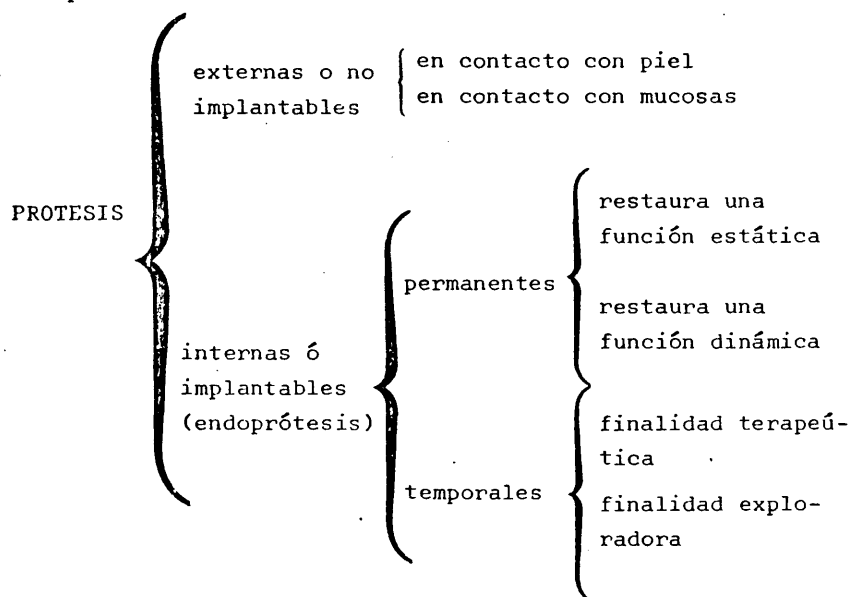 PROTESIS
externas o no
implantables
en contacto con piel
en contacto con mucosas
internas ó
implantables
(endoprótesis)
permanentes
restaura una
función estática
restaura una
función dinámica
temporales
finalidad terapeú-
tica
finalidad explo-
radora